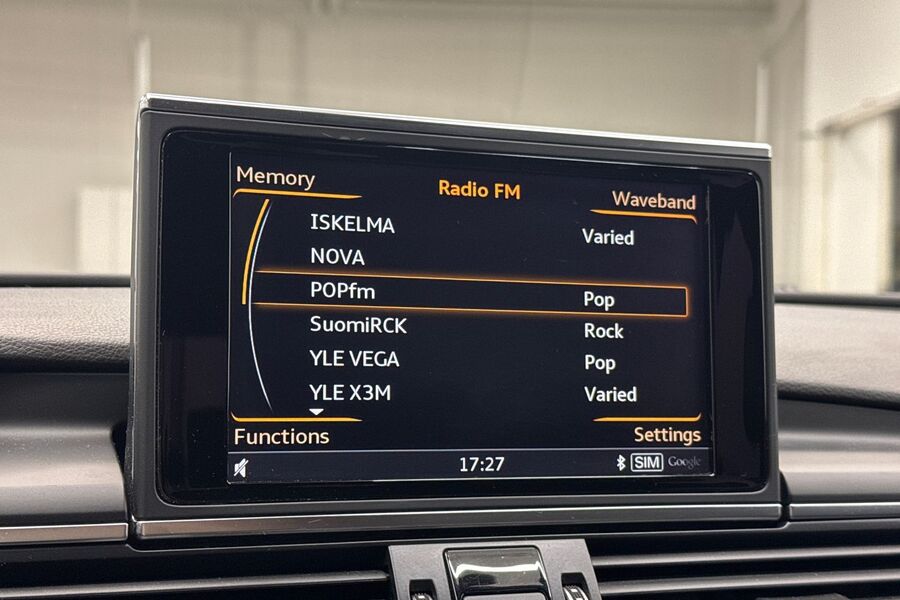 Memory
Radio FM
Waveband
ISKELMA Varied
NOVA
POPfm Pop
SuomiRCK Rock
YLE VEGA Pop
YLE X3M Varied
Functions
Settings
17:27
SIM Google